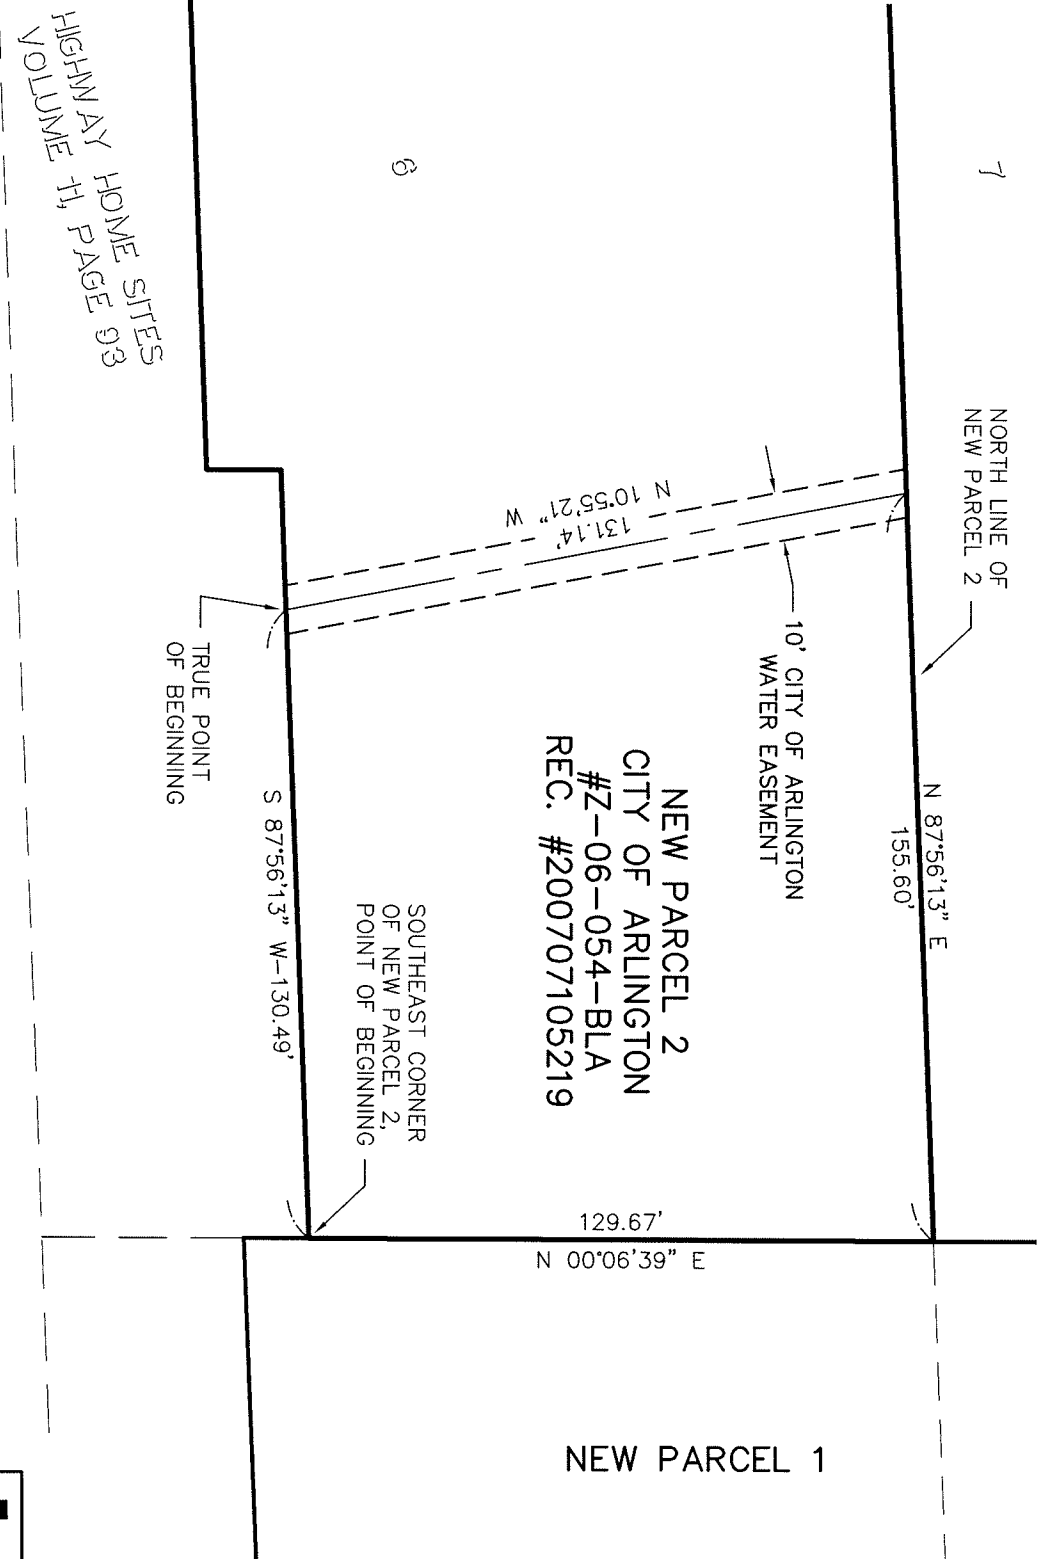 HIGHWAY HOME SITES
VOLUME 11, PAGE 93
6
7
NORTH LINE OF
NEW PARCEL 2
N 10°55'21" W
131.14'
10' CITY OF ARLINGTON
WATER EASEMENT
TRUE POINT
OF BEGINNING
N 87°56'13" E
155.60'
NEW PARCEL 2
CITY OF ARLINGTON
#Z-06-054-BLA
REC. #200707105219
S 87°56'13" W-130.49'
SOUTHEAST CORNER
OF NEW PARCEL 2,
POINT OF BEGINNING
129.67'
N 00°06'39" E
NEW PARCEL 1